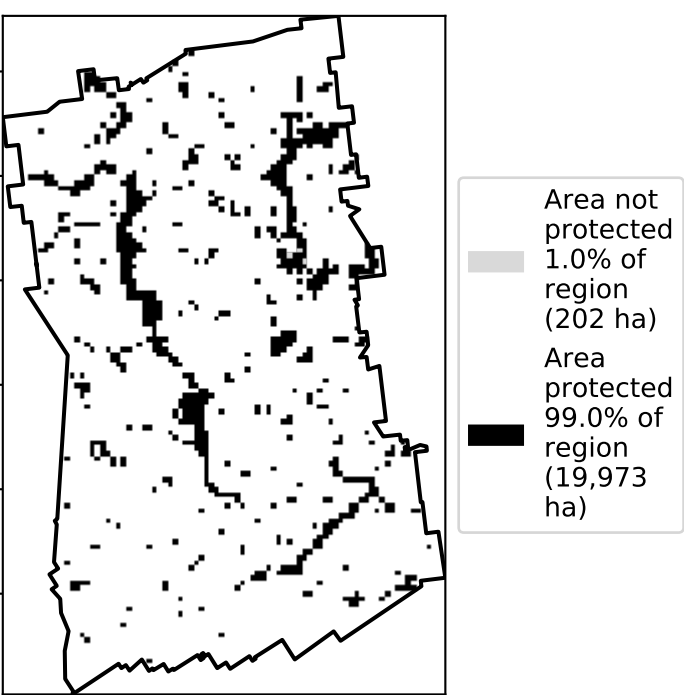 Area not
protected
1.0% of
region
(202 ha)
Area
protected
99.0% of
region
(19,973
ha)